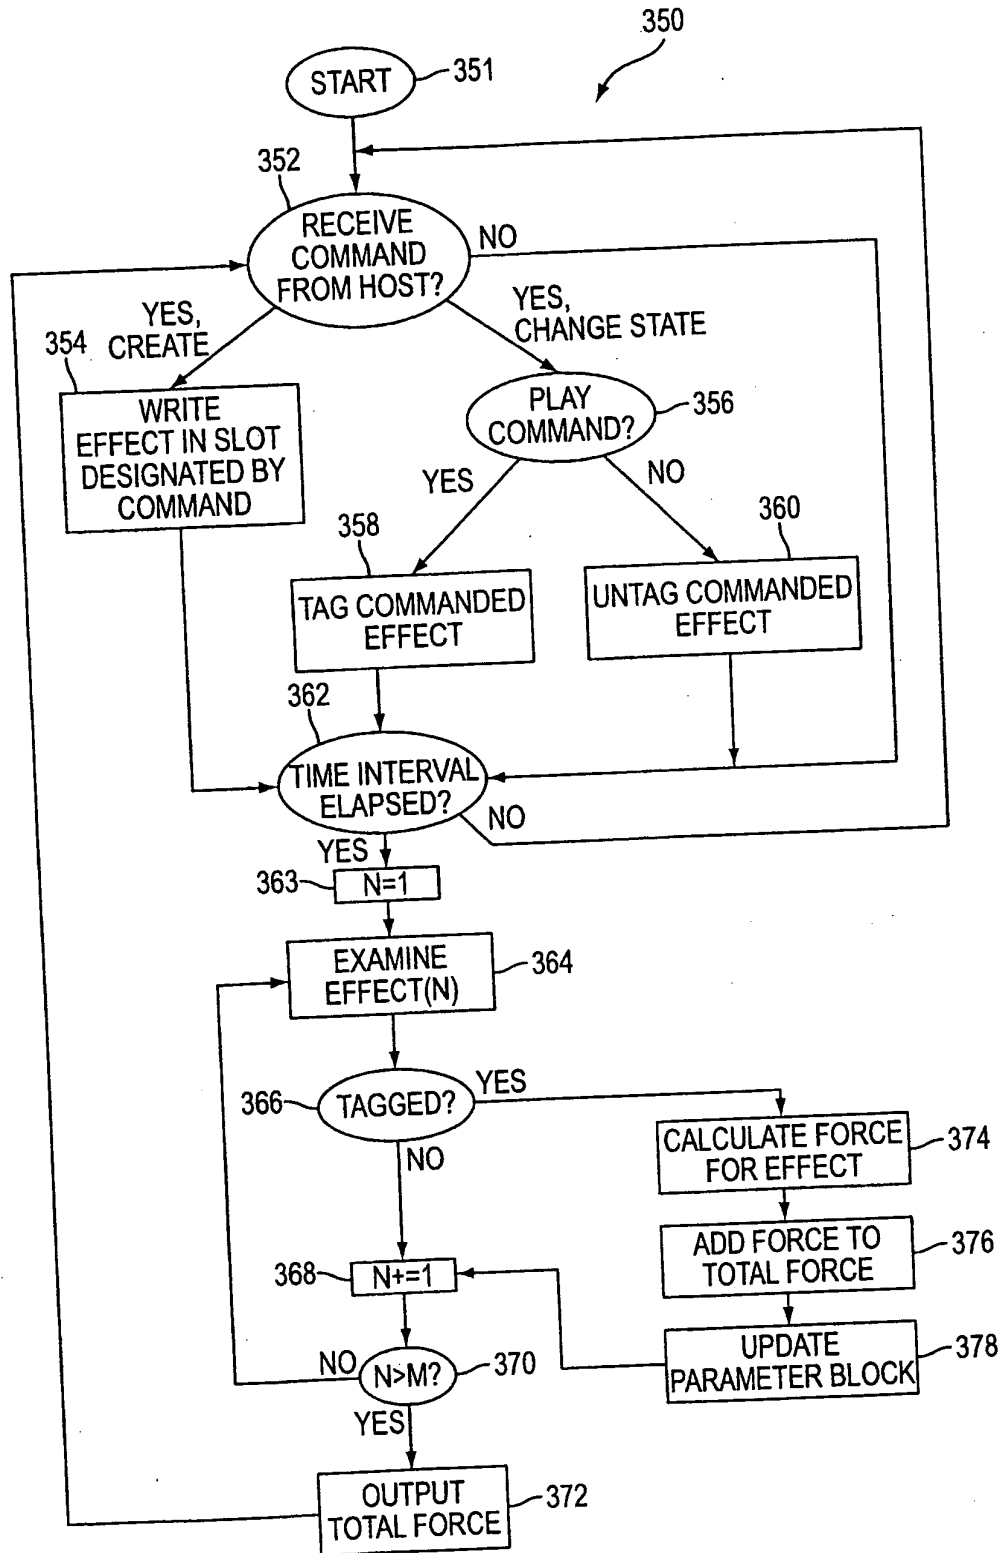 350
START
351
352
RECEIVE
COMMAND
FROM HOST?
NO
YES,
CREATE
YES,
CHANGE STATE
354
WRITE
EFFECT IN SLOT
DESIGNATED BY
COMMAND
PLAY
COMMAND?
356
YES
NO
358
TAG COMMANDED
EFFECT
360
UNTAG COMMANDED
EFFECT
362
TIME INTERVAL
ELAPSED?
NO
YES
363
N=1
EXAMINE
EFFECT(N)
364
366
TAGGED?
YES
NO
CALCULATE FORCE
FOR EFFECT
374
ADD FORCE TO
TOTAL FORCE
376
368
N+=1
UPDATE
PARAMETER BLOCK
378
NO
N>M?
370
YES
OUTPUT
TOTAL FORCE
372